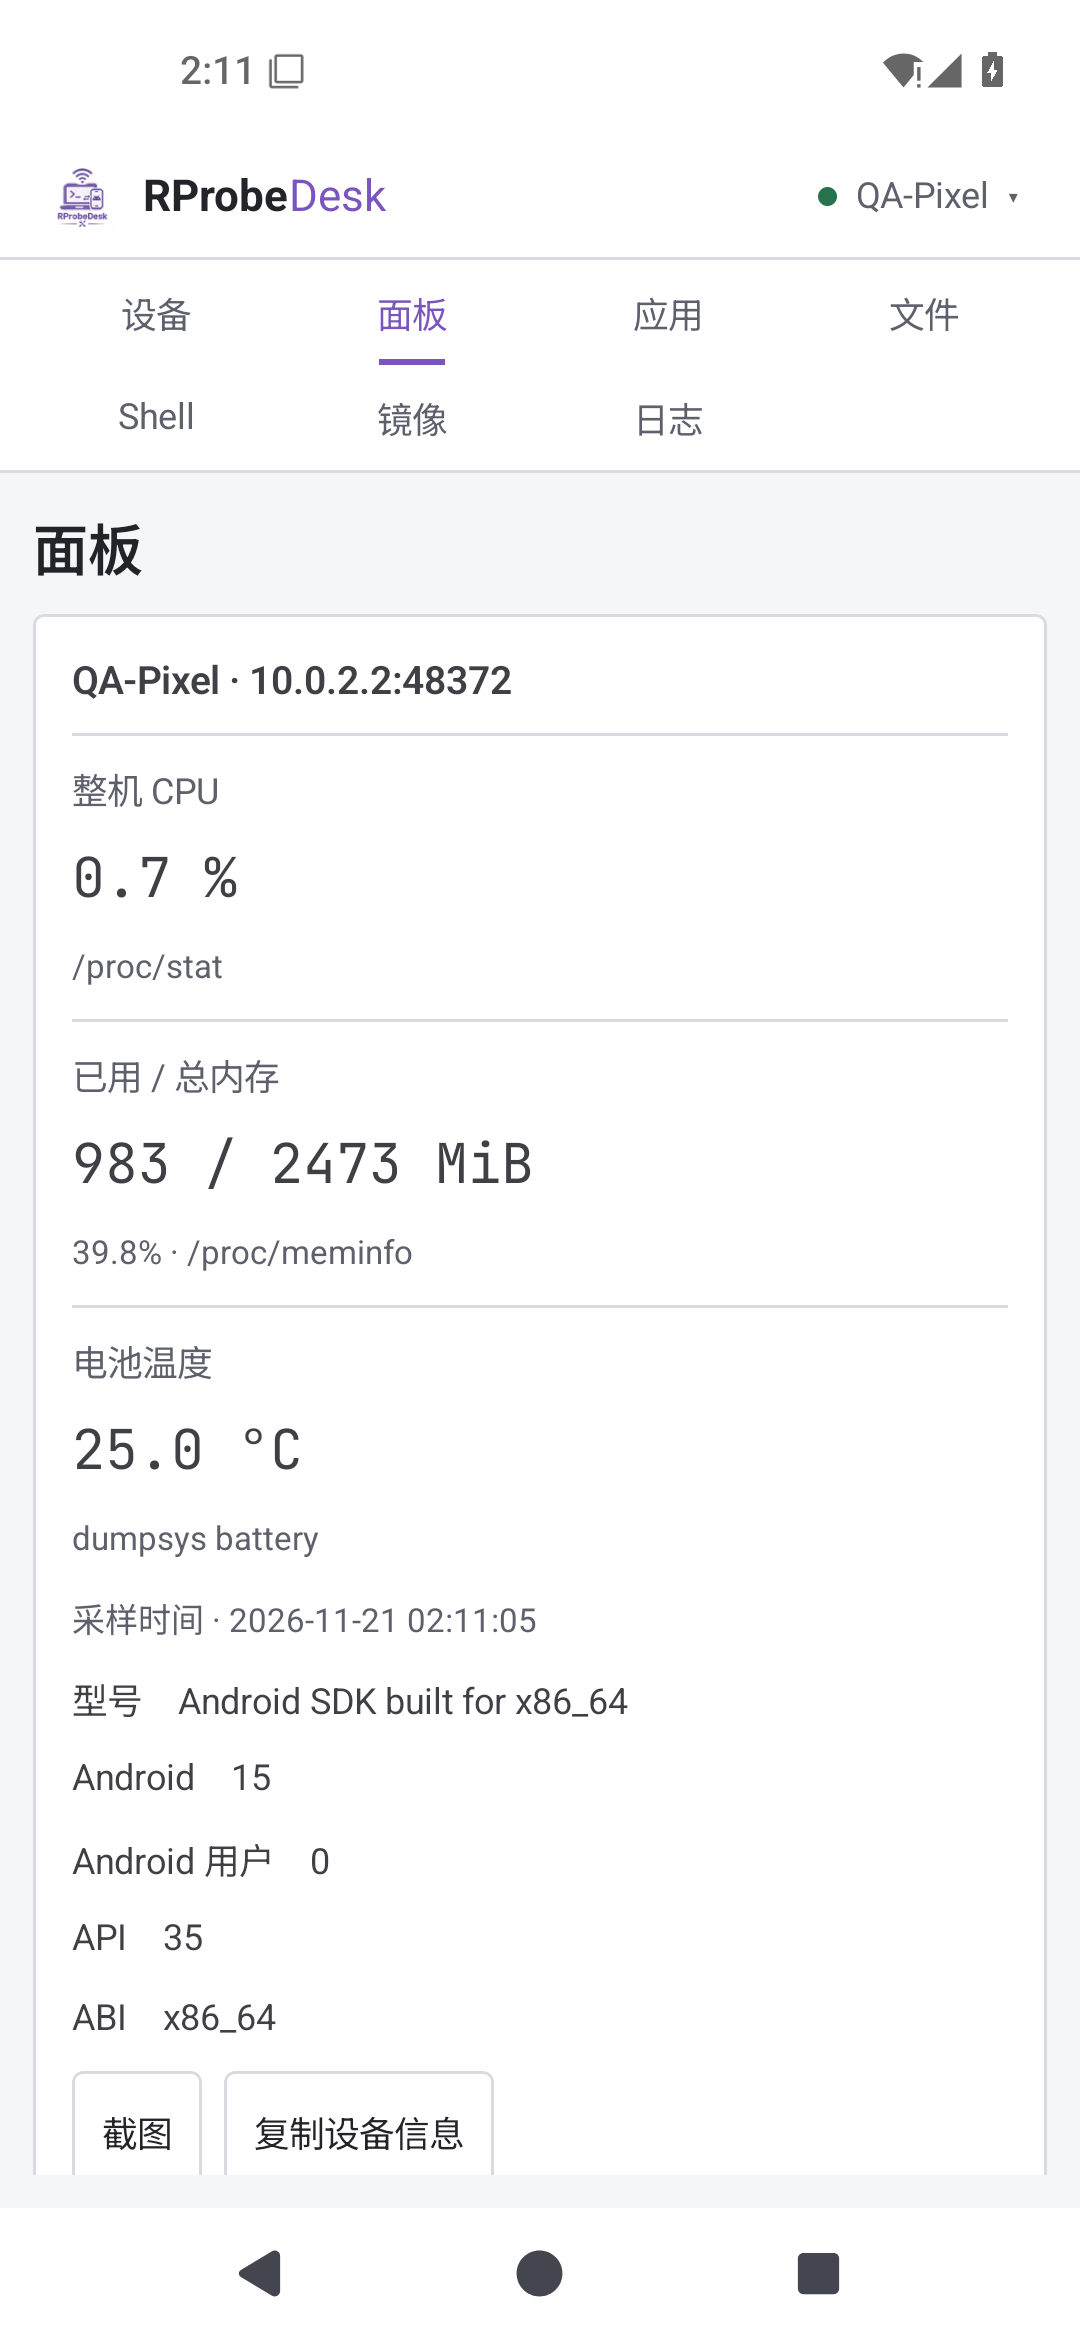 2:11
RProbeDesk
RProbeDesk
QA-Pixel ▾
设备 面板 应用 文件
Shell 镜像 日志
面板
QA-Pixel · 10.0.2.2:48372
整机 CPU
0.7 %
/proc/stat
已用 / 总内存
983 / 2473 MiB
39.8% · /proc/meminfo
电池温度
25.0 °C
dumpsys battery
采样时间 · 2026-11-21 02:11:05
型号 Android SDK built for x86_64
Android 15
Android 用户 0
API 35
ABI x86_64
截图 复制设备信息